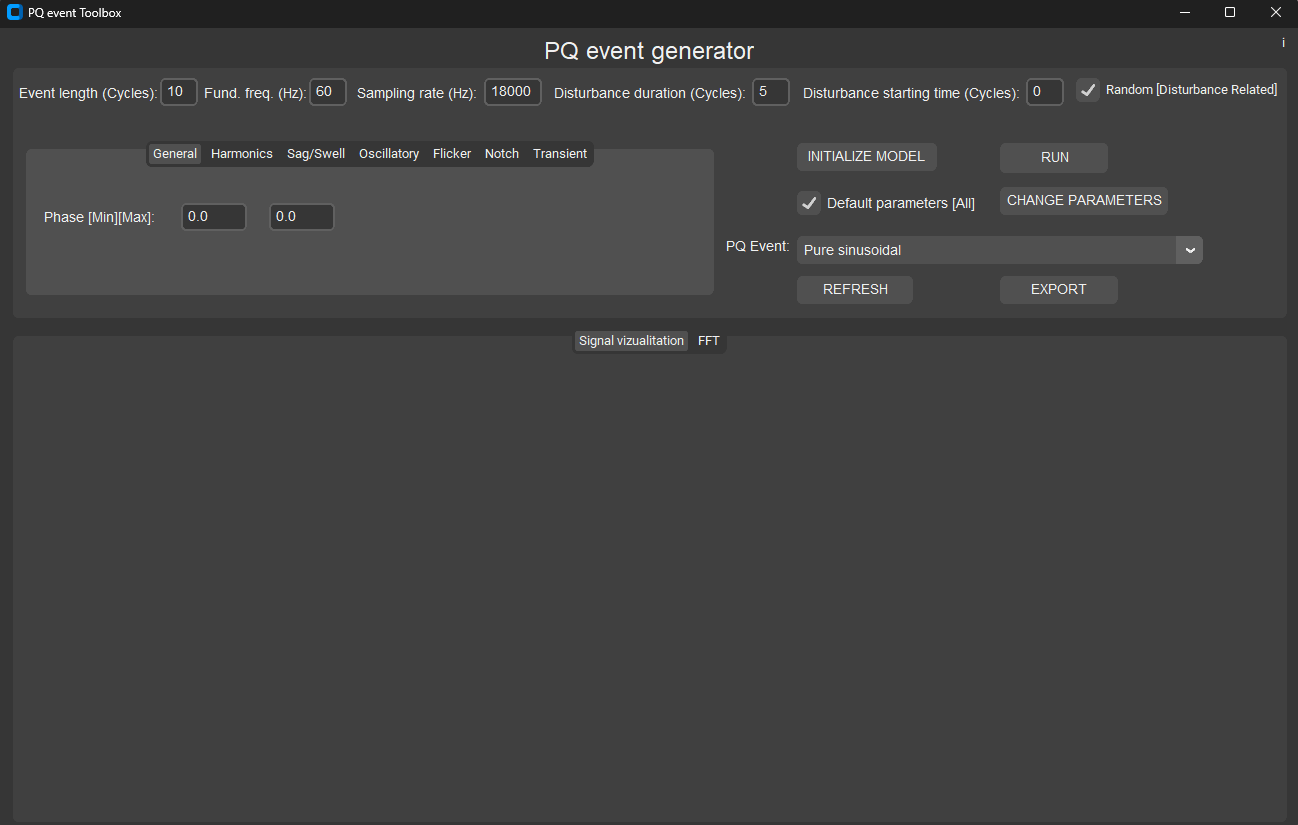 PQ event Toolbox
PQ event generator
i
Event length (Cycles): 10 Fund. freq. (Hz): 60 Sampling rate (Hz): 18000 Disturbance duration (Cycles): 5 Disturbance starting time (Cycles): 0 Random [Disturbance Related]
General Harmonics Sag/Swell Oscillatory Flicker Notch Transient
Phase [Min][Max]: 0.0 0.0
INITIALIZE MODEL RUN
Default parameters [All] CHANGE PARAMETERS
PQ Event: Pure sinusoidal
REFRESH EXPORT
Signal vizualitation FFT